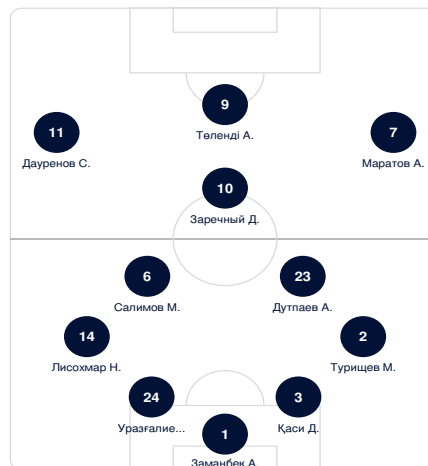 9
Төленді А.
11
Дауренов С.
7
Маратов А.
10
Заречный Д.
6
Салимов М.
23
Дутпаев А.
14
Лисохмар Н.
2
Турищев М.
24
Уразғалие...
3
Қаси Д.
1
Заманбек А